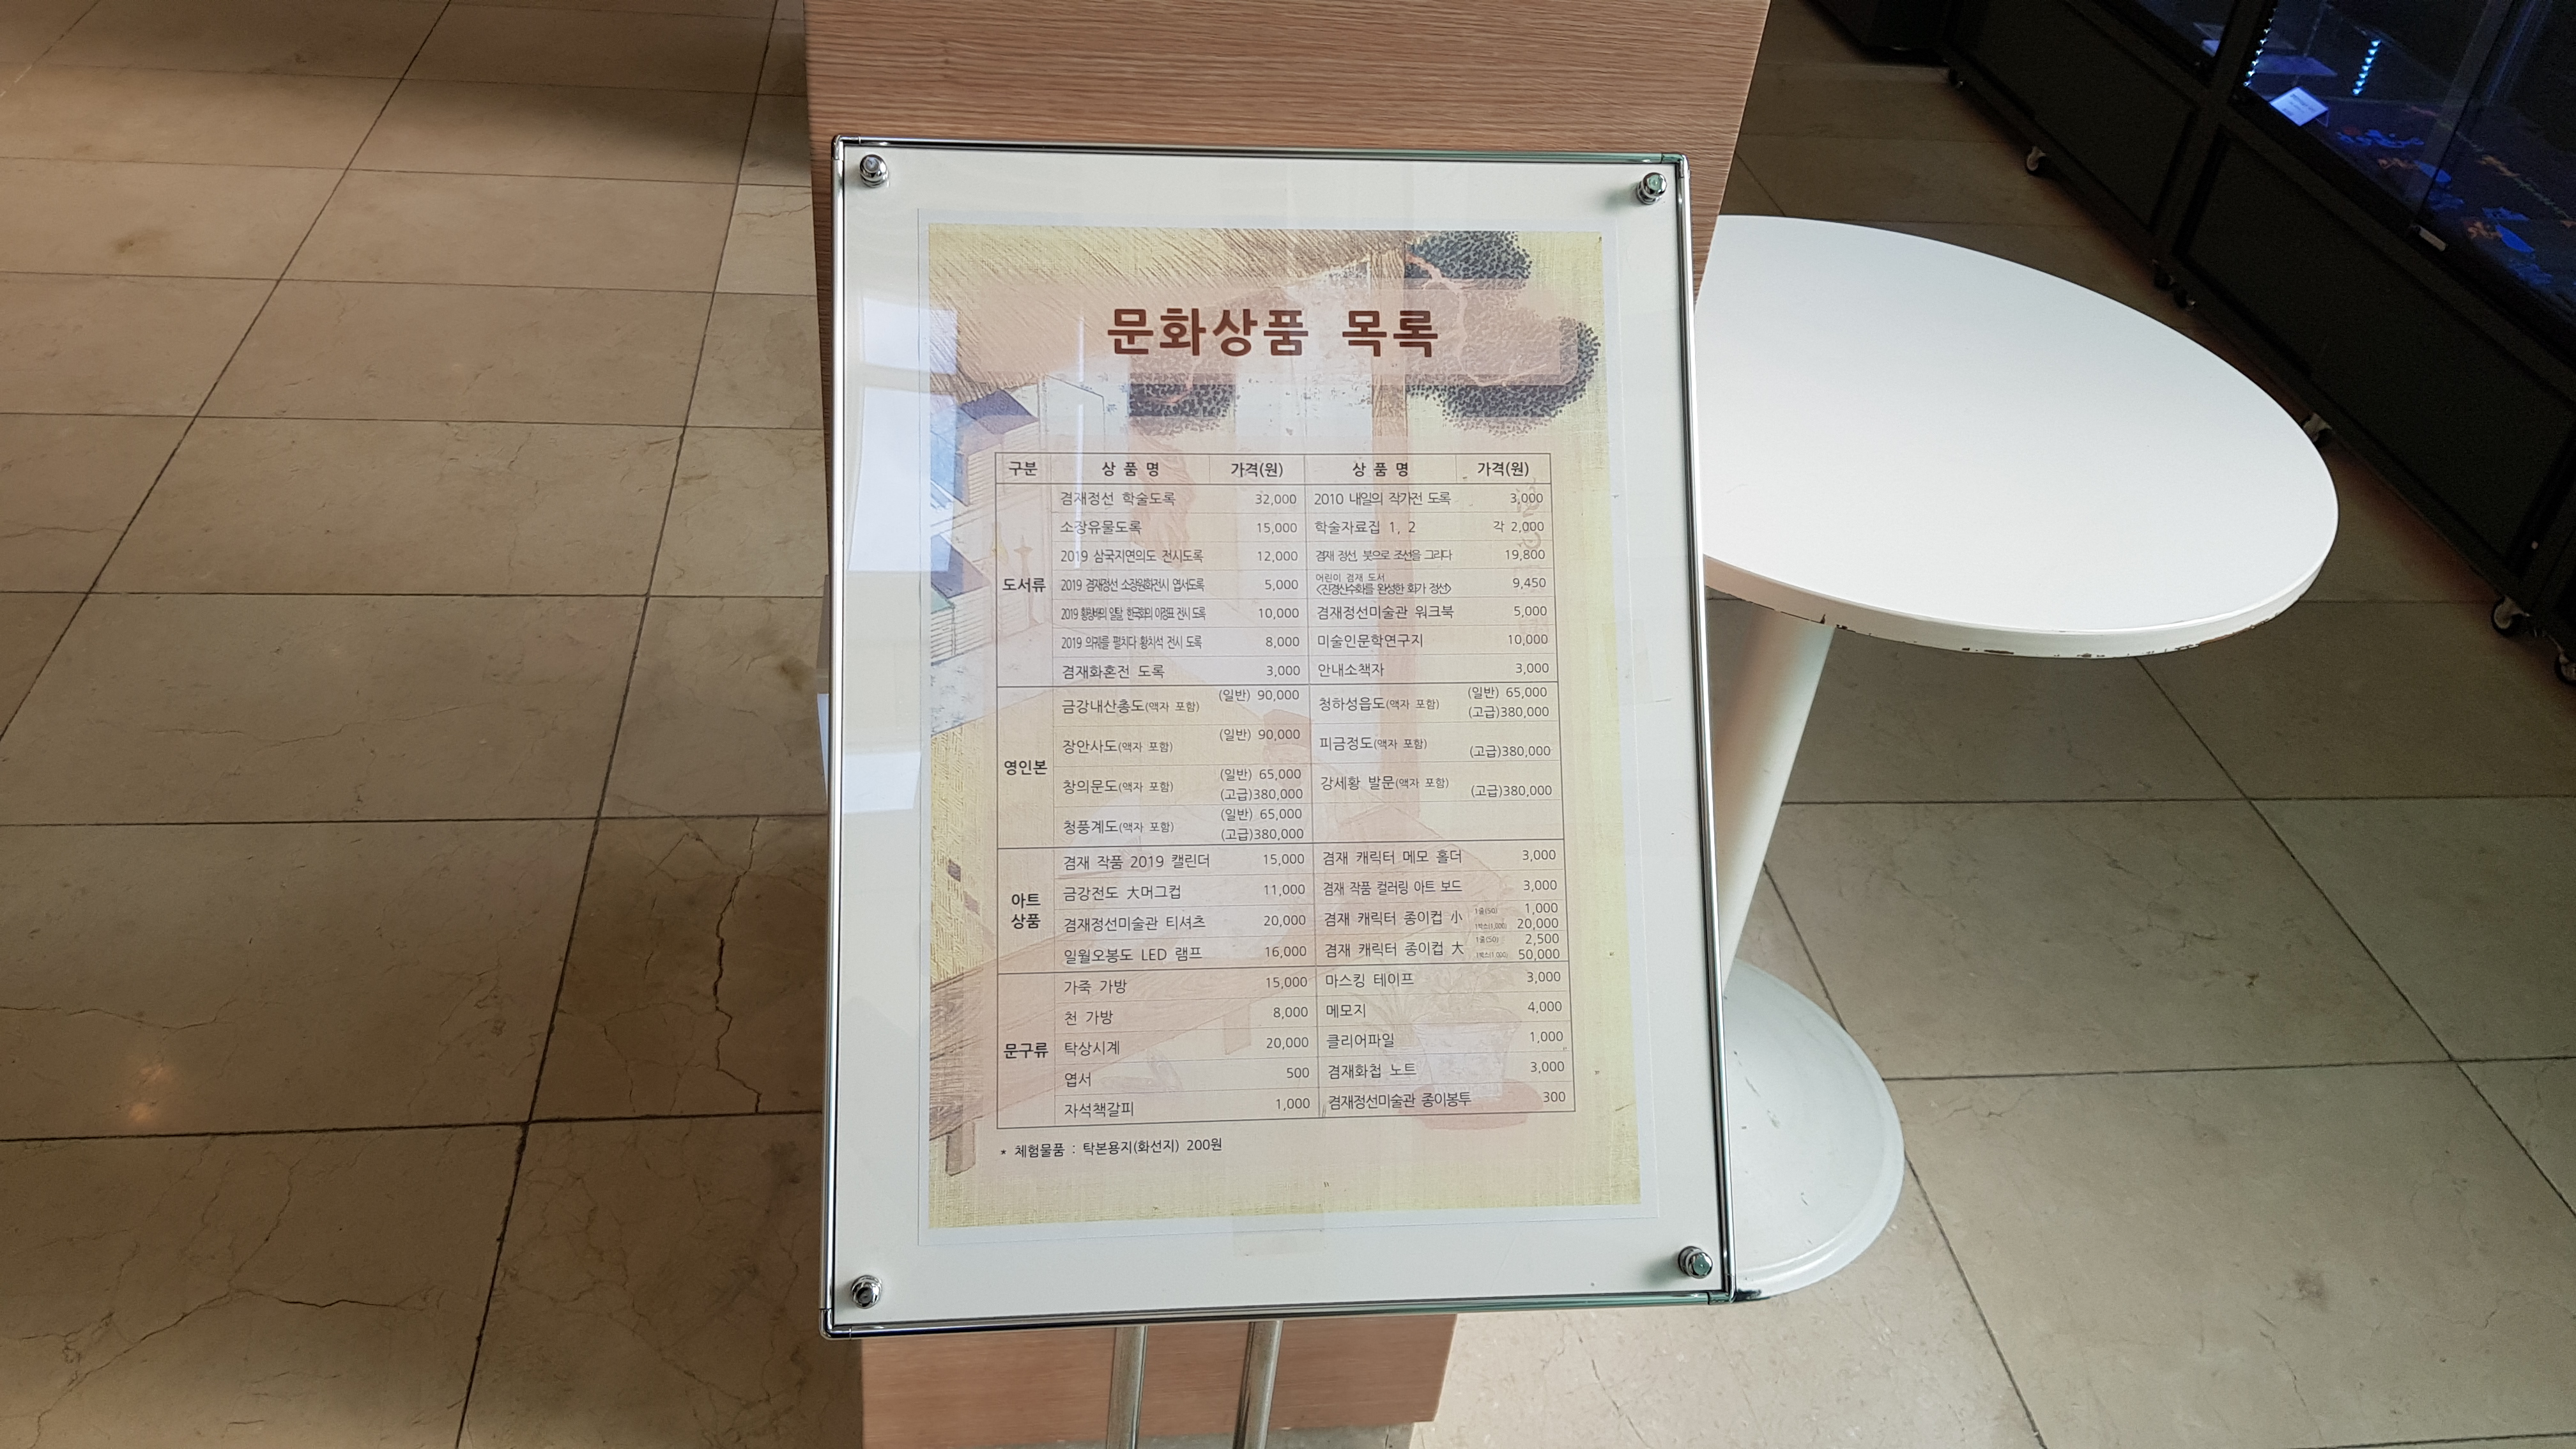 문화상품 목록
구분 상 품 명 가격(원) 상 품 명 가격(원)
도서류
겸재정선 학술도록 32,000 2010 내일의 작가전 도록 3,000
소장유물도록 15,000 학술자료집 1, 2 각 2,000
2019 삼국지연의도 전시도록 12,000 겸재 정선, 붓으로 조선을 그리다 19,800
2019 겸재정선 소장원화전시 엽서도록 5,000 어린이 겸재 도서
<진경산수화를 완성한 화가 정선> 9,450
2019 한국화의 이정표 전시 도록 10,000 겸재정선미술관 워크북 5,000
2019 의궤를 펼치다 황치석 전시 도록 8,000 미술인문학연구지 10,000
겸재화혼전 도록 3,000 안내소책자 3,000
영인본
금강내산총도(액자 포함) (일반) 90,000 청하성읍도(액자 포함) (일반) 65,000
(고급)380,000
장안사도(액자 포함) (일반) 90,000 피금정도(액자 포함) (고급)380,000
창의문도(액자 포함) (일반) 65,000
(고급)380,000 강세황 발문(액자 포함) (고급)380,000
청풍계도(액자 포함) (일반) 65,000
(고급)380,000
아트
상품
겸재 작품 2019 캘린더 15,000 겸재 캐릭터 메모 홀더 3,000
금강전도 大머그컵 11,000 겸재 작품 컬러링 아트 보드 3,000
겸재정선미술관 티셔츠 20,000 겸재 캐릭터 종이컵 小 1줄(50) 1,000
1박스(1,000) 20,000
일월오봉도 LED 램프 16,000 겸재 캐릭터 종이컵 大 1줄(50) 2,500
1박스(1,000) 50,000
문구류
가죽 가방 15,000 마스킹 테이프 3,000
천 가방 8,000 메모지 4,000
탁상시계 20,000 클리어파일 1,000
엽서 500 겸재화첩 노트 3,000
자석책갈피 1,000 겸재정선미술관 종이봉투 300
* 체험물품 : 탁본용지(화선지) 200원